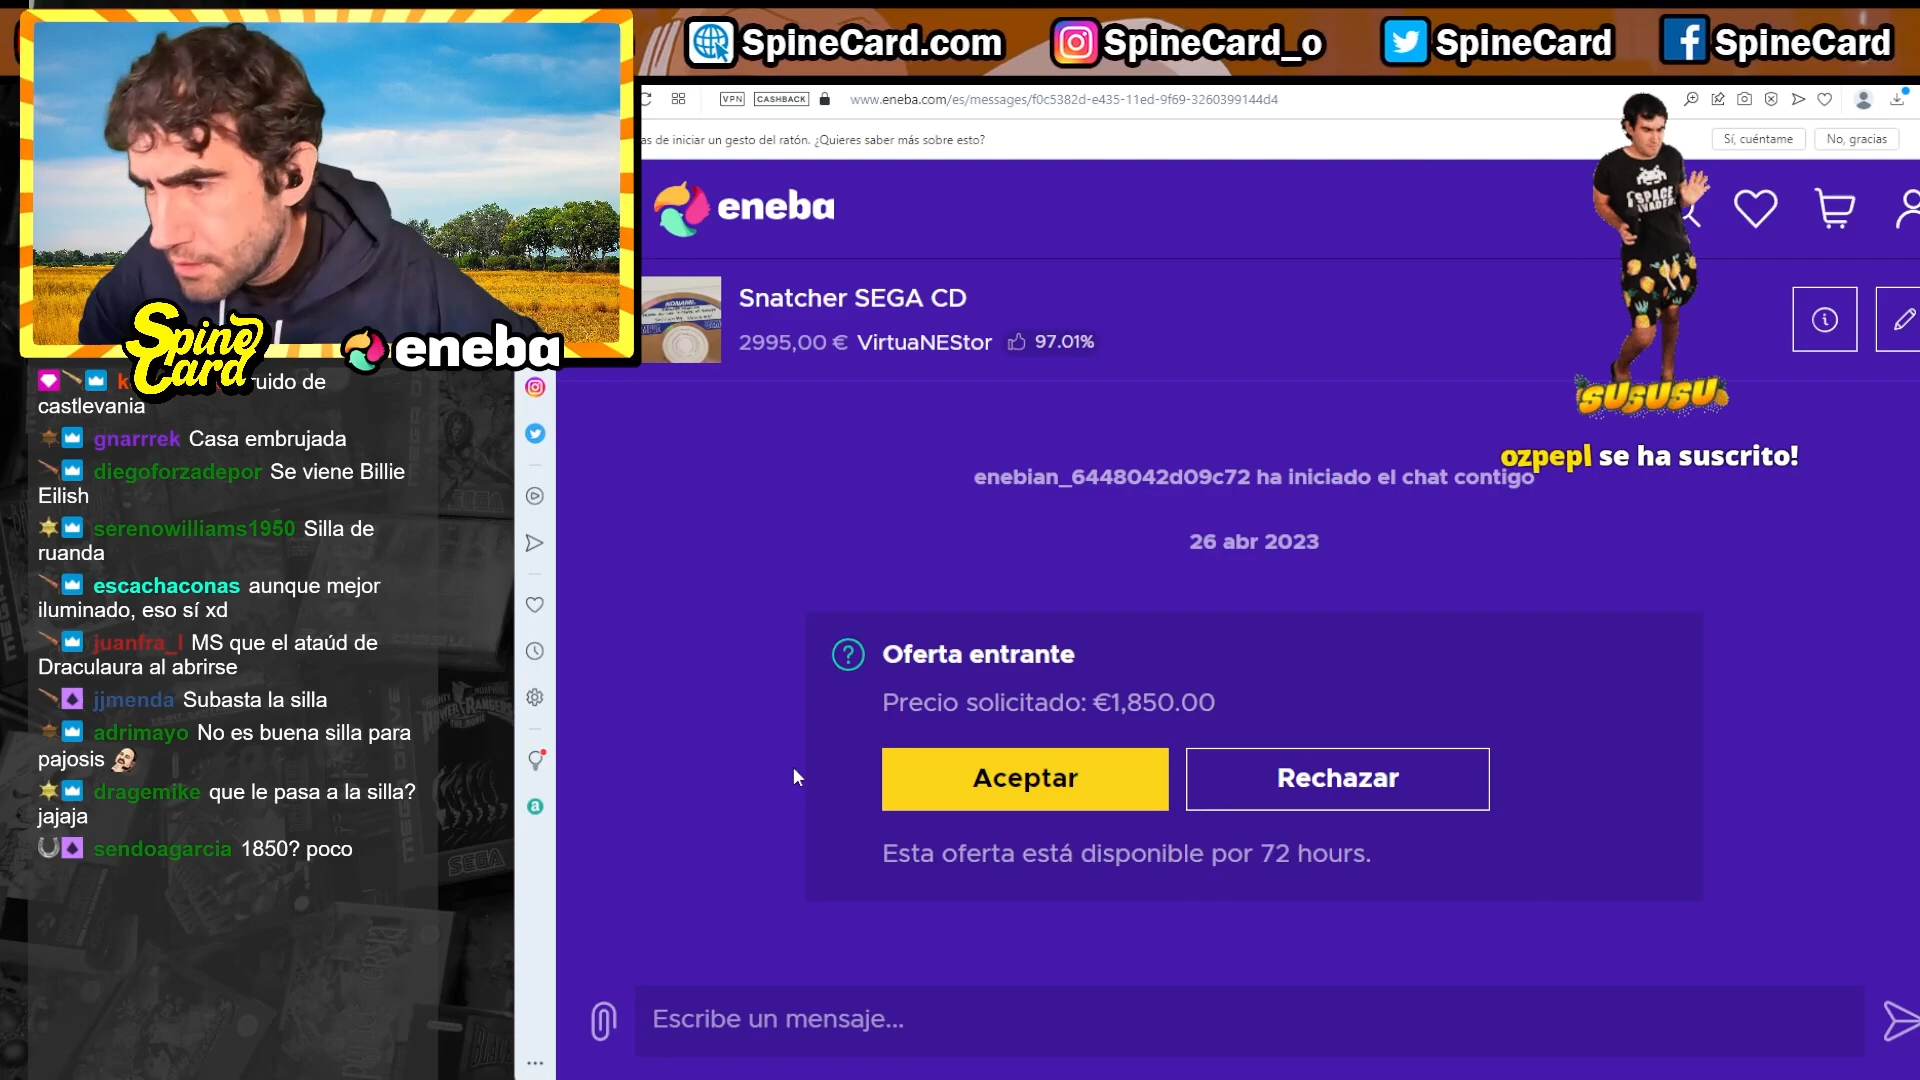 SpineCard.com
SpineCard_o
SpineCard
SpineCard
VPN
CASHBACK
www.eneba.com/es/messages/f0c5382d-e435-11ed-9f69-3260399144d4
as de iniciar un gesto del ratón. ¿Quieres saber más sobre esto?
Sí, cuéntame
No, gracias
eneba
Snatcher SEGA CD
2995,00 € VirtuaNEStor 97.01%
KONAMI
SPACE
SUSUSU
ozpepl se ha suscrito!
Spine
Card
eneba
ruido de
castlevania
gnarrrek Casa embrujada
diegoforzadepor Se viene Billie
Eilish
serenowilliams1950 Silla de
ruanda
escachaconas aunque mejor
iluminado, eso sí xd
juanfra_l MS que el ataúd de
Draculaura al abrirse
jjmenda Subasta la silla
adrimayo No es buena silla para
pajosis
dragemike que le pasa a la silla?
jajaja
sendoagarcia 1850? poco
enebian_6448042d09c72 ha iniciado el chat contigo
26 abr 2023
Oferta entrante
Precio solicitado: €1,850.00
Aceptar
Rechazar
Esta oferta está disponible por 72 hours.
Escribe un mensaje...